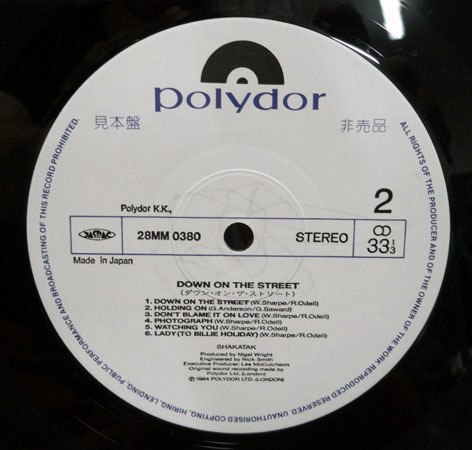 polydor
見本盤
非売品
Polydor K.K.,
2
JASRAC
28MM 0380
STEREO
33 1/3
Made in Japan
DOWN ON THE STREET
(ダウン・オン・ザ・ストリート)
1. DOWN ON THE STREET (W.Sharpe/R.Odell)
2. HOLDING ON (G.Anderson/G.Saward)
3. DON'T BLAME IT ON LOVE (W.Sharpe/R.Odell)
4. PHOTOGRAPH (W.Sharpe/R.Odell)
5. WATCHING YOU (W.Sharpe/R.Odell)
6. LADY (TO BILLIE HOLIDAY) (W.Sharpe/R.Odell)
SHAKATAK
Produced by Nigel Wright
Engineered by Nick Smith
Executive Producer: Les McCutcheon
Original sound recording made by
Polydor Ltd. (London)
℗ 1984 POLYDOR LTD. (LONDON)
ALL RIGHTS OF THE PRODUCER AND OF THE OWNER OF THE WORK REPRODUCED RESERVED. UNAUTHORISED COPYING, HIRING, LENDING, PUBLIC PERFORMANCE AND BROADCASTING OF THIS RECORD PROHIBITED.